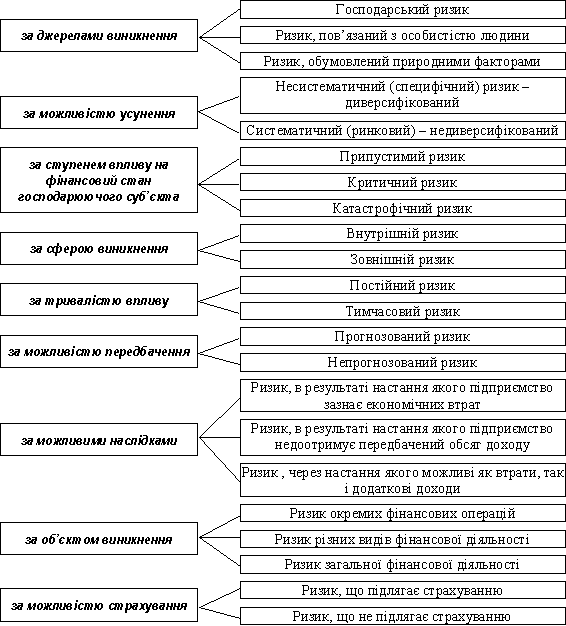 за джерелами виникнення
Господарський ризик
Ризик, пов’язаний з особистістю людини
Ризик, обумовлений природними факторами
за можливістю усунення
Несистематичний (специфічний) ризик –
диверсифікований
Систематичний (ринковий) – недиверсифікований
за ступенем впливу на
фінансовий стан
господарюючого суб’єкта
Припустимий ризик
Критичний ризик
Катастрофічний ризик
за сферою виникнення
Внутрішній ризик
Зовнішній ризик
за тривалістю впливу
Постійний ризик
Тимчасовий ризик
за можливістю передбачення
Прогнозований ризик
Непрогнозований ризик
за можливими наслідками
Ризик, в результаті настання якого підприємство
зазнає економічних втрат
Ризик, в результаті настання якого підприємство
недоотримує передбачений обсяг доходу
Ризик , через настання якого можливі як втрати, так
і додаткові доходи
за об’єктом виникнення
Ризик окремих фінансових операцій
Ризик різних видів фінансової діяльності
Ризик загальної фінансової діяльності
за можливістю страхування
Ризик, що підлягає страхуванню
Ризик, що не підлягає страхуванню